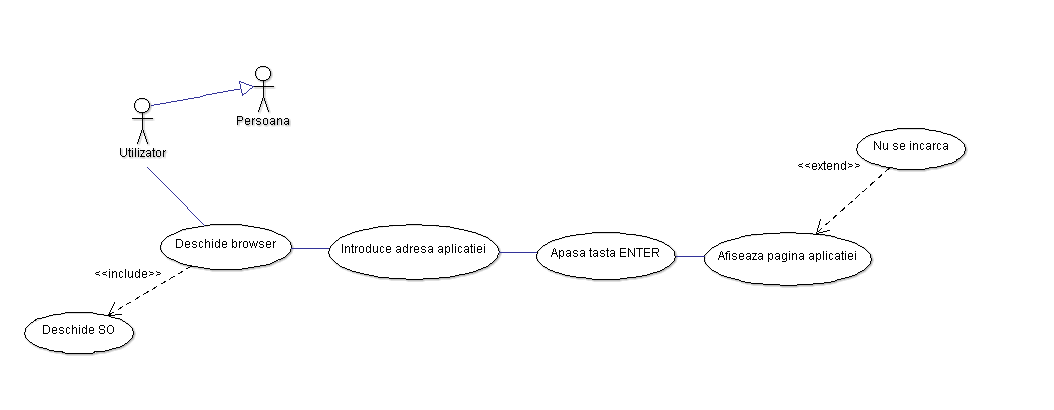 Persoana
Utilizator
Nu se incarca
<<extend>>
Deschide browser
Introduce adresa aplicatiei
Apasa tasta ENTER
Afiseaza pagina aplicatiei
<<include>>
Deschide SO